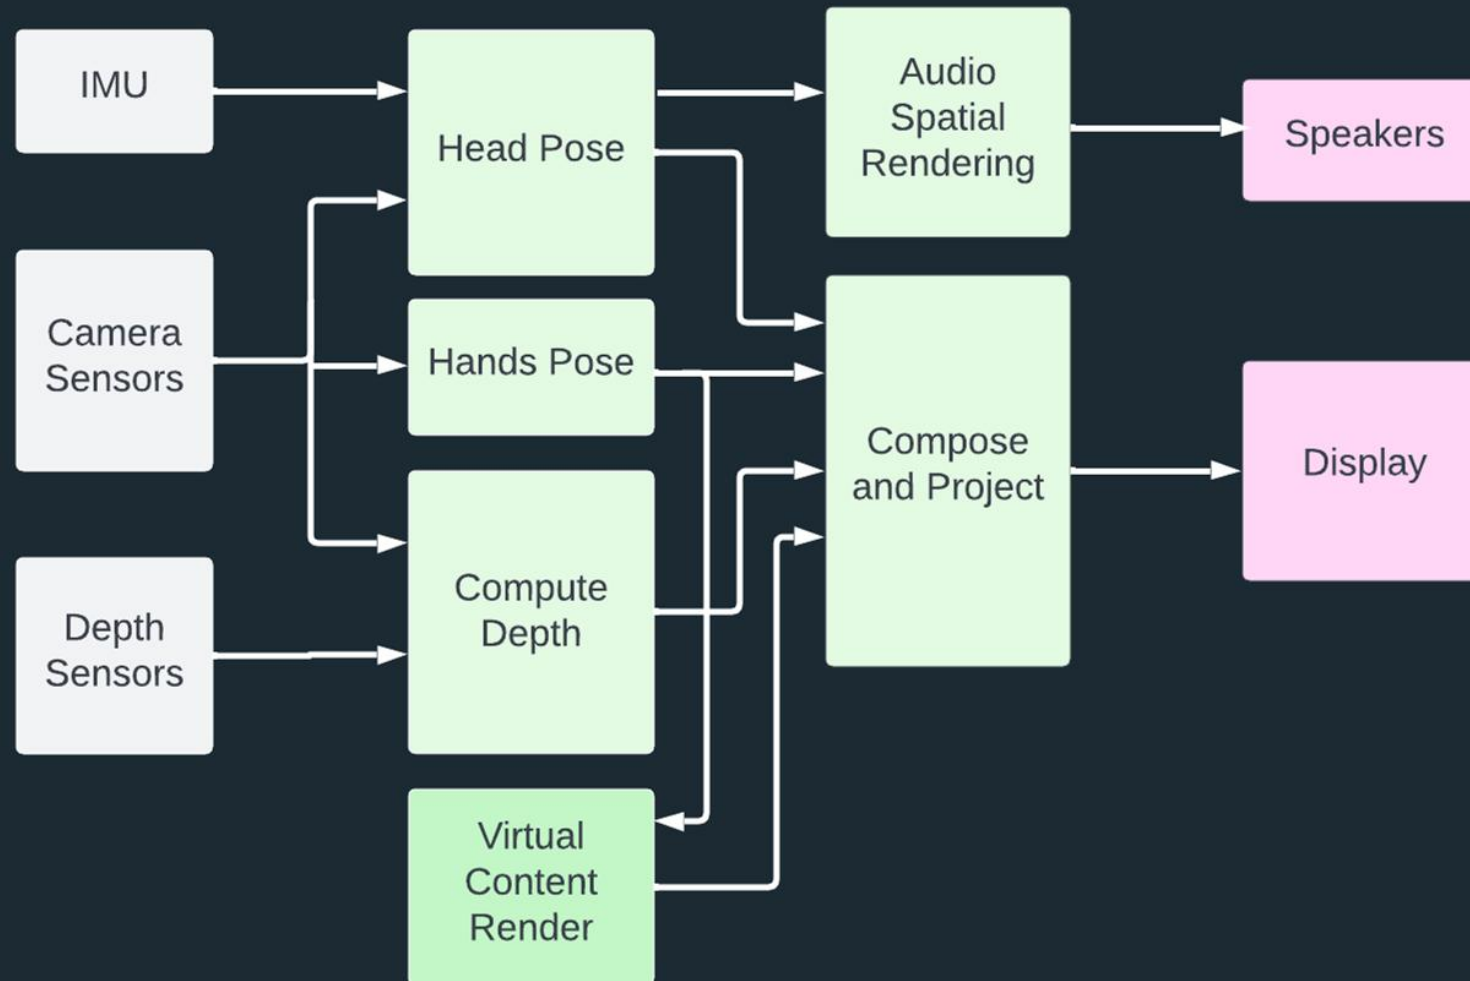 IMU
Head Pose
Audio
Spatial
Rendering
Speakers
Camera
Sensors
Hands Pose
Compose
and Project
Display
Depth
Sensors
Compute
Depth
Virtual
Content
Render